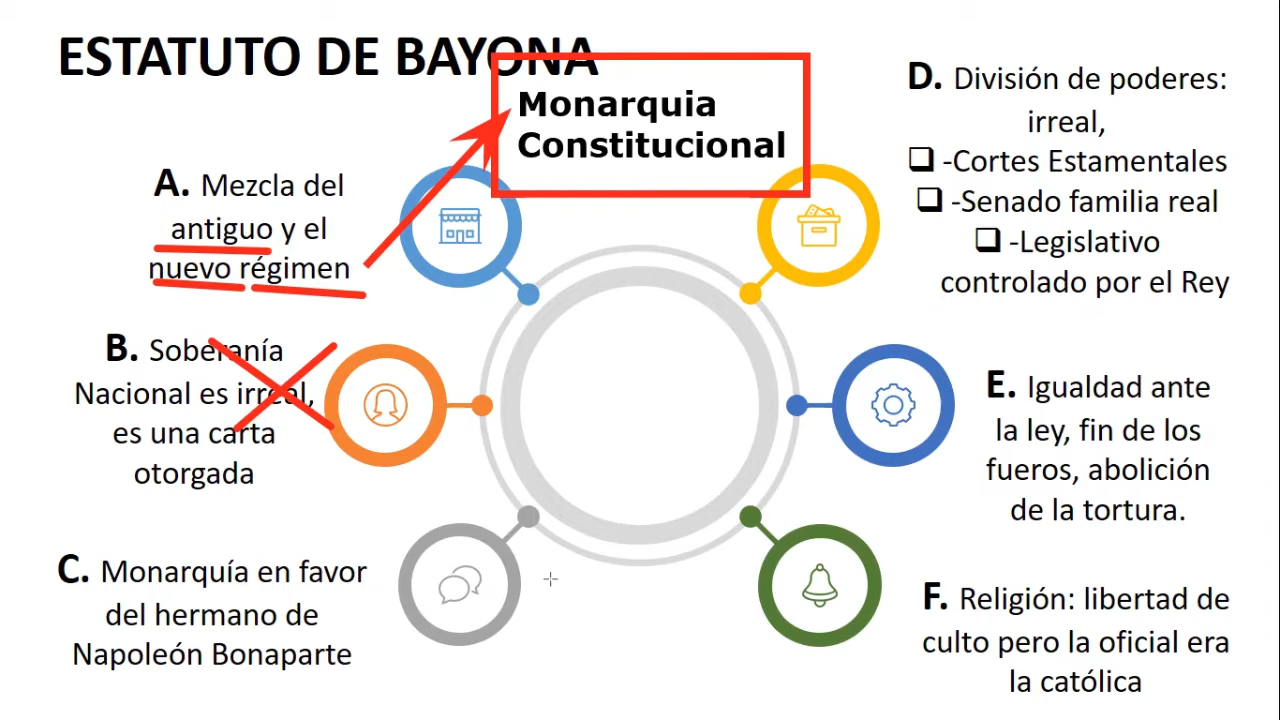 ESTATUTO DE BAYONA
Monarquia
Constitucional
A. Mezcla del
antiguo y el
nuevo régimen
B. Soberanía
Nacional es irreal,
es una carta
otorgada
C. Monarquía en favor
del hermano de
Napoleón Bonaparte
D. División de poderes:
irreal,
❑ -Cortes Estamentales
❑ -Senado familia real
❑ -Legislativo
controlado por el Rey
E. Igualdad ante
la ley, fin de los
fueros, abolición
de la tortura.
F. Religión: libertad de
culto pero la oficial era
la católica